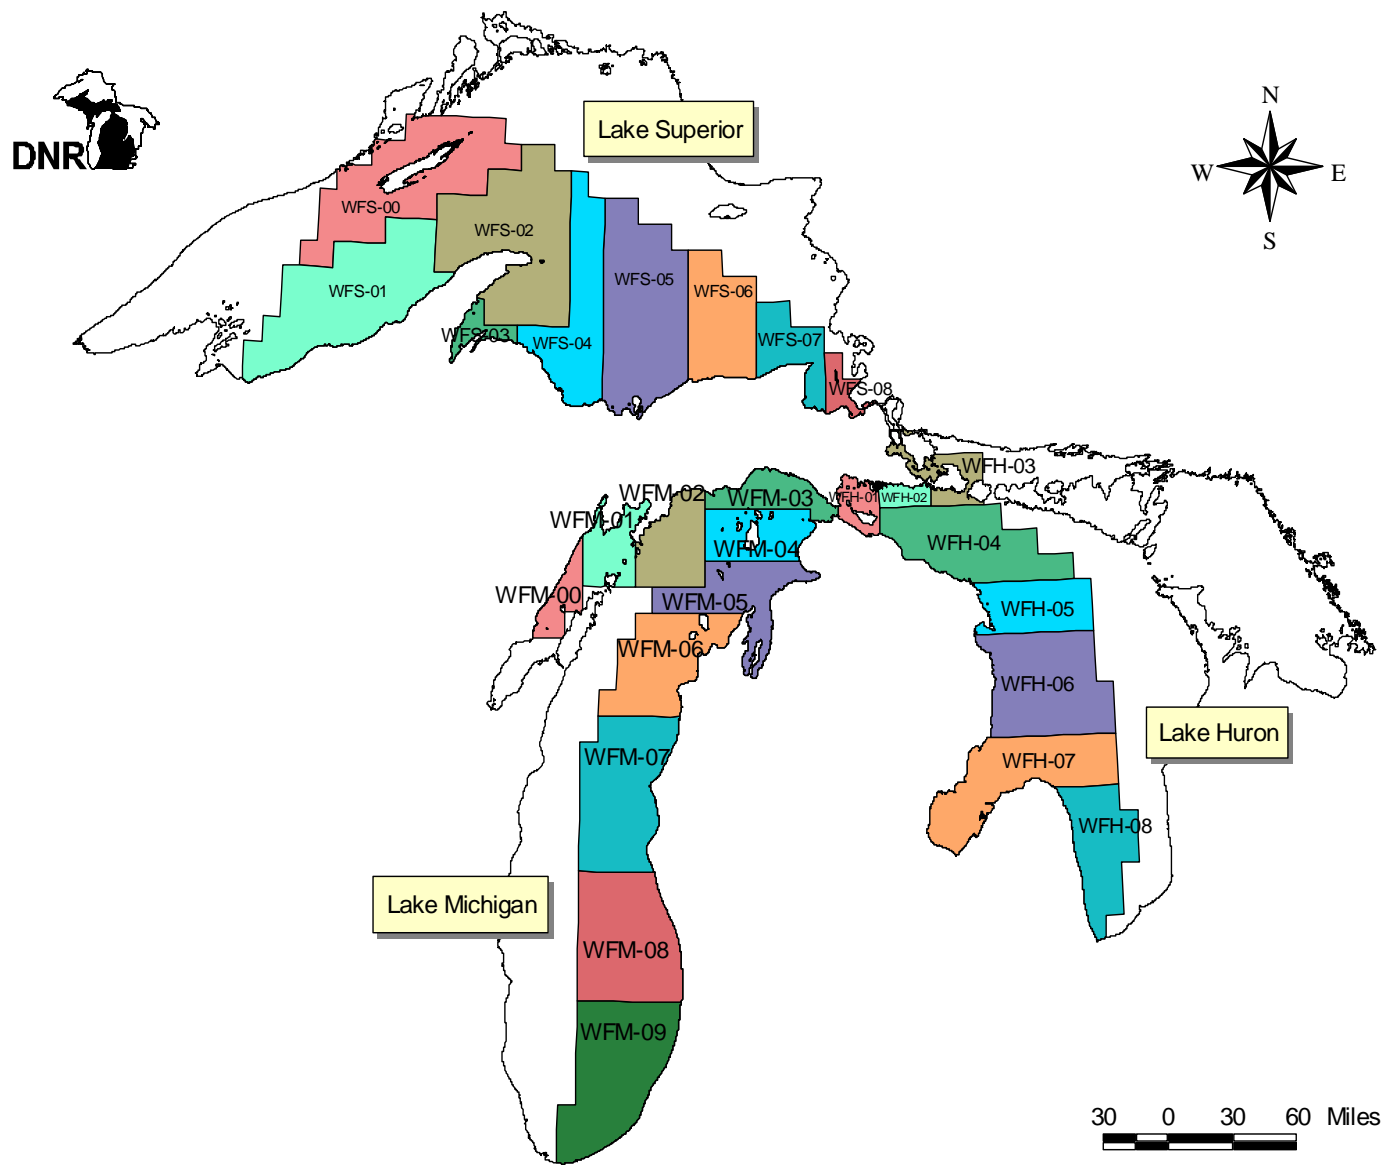 Lake Superior
DNR
N
W
E
S
WFS-00
WFS-01
WFS-02
WFS-03
WFS-04
WFS-05
WFS-06
WFS-07
WFS-08
WFH-03
WFM-02
WFM-03
WFH-01
WFH-02
WFM-01
WFM-04
WFH-04
WFM-00
WFM-05
WFH-05
WFM-06
WFH-06
Lake Huron
WFM-07
WFH-07
WFH-08
Lake Michigan
WFM-08
WFM-09
30 0 30 60 Miles